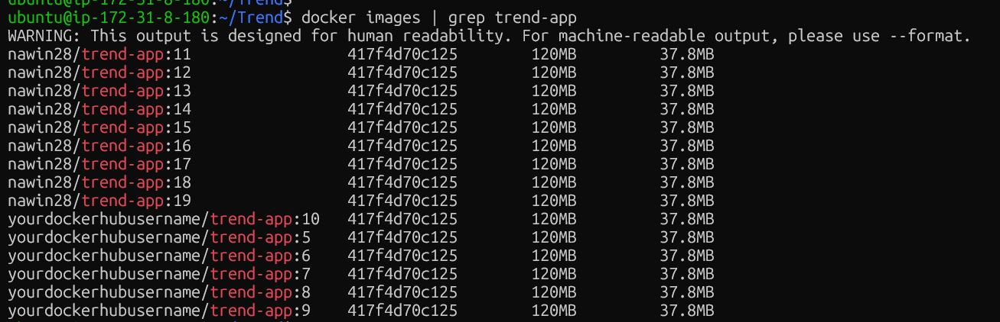 ubuntu@ip-172-31-8-180:~/Trend$
ubuntu@ip-172-31-8-180:~/Trend$ docker images | grep trend-app
WARNING: This output is designed for human readability. For machine-readable output, please use --format.
nawin28/trend-app:11 417f4d70c125 120MB 37.8MB
nawin28/trend-app:12 417f4d70c125 120MB 37.8MB
nawin28/trend-app:13 417f4d70c125 120MB 37.8MB
nawin28/trend-app:14 417f4d70c125 120MB 37.8MB
nawin28/trend-app:15 417f4d70c125 120MB 37.8MB
nawin28/trend-app:16 417f4d70c125 120MB 37.8MB
nawin28/trend-app:17 417f4d70c125 120MB 37.8MB
nawin28/trend-app:18 417f4d70c125 120MB 37.8MB
nawin28/trend-app:19 417f4d70c125 120MB 37.8MB
yourdockerhubusername/trend-app:10 417f4d70c125 120MB 37.8MB
yourdockerhubusername/trend-app:5 417f4d70c125 120MB 37.8MB
yourdockerhubusername/trend-app:6 417f4d70c125 120MB 37.8MB
yourdockerhubusername/trend-app:7 417f4d70c125 120MB 37.8MB
yourdockerhubusername/trend-app:8 417f4d70c125 120MB 37.8MB
yourdockerhubusername/trend-app:9 417f4d70c125 120MB 37.8MB